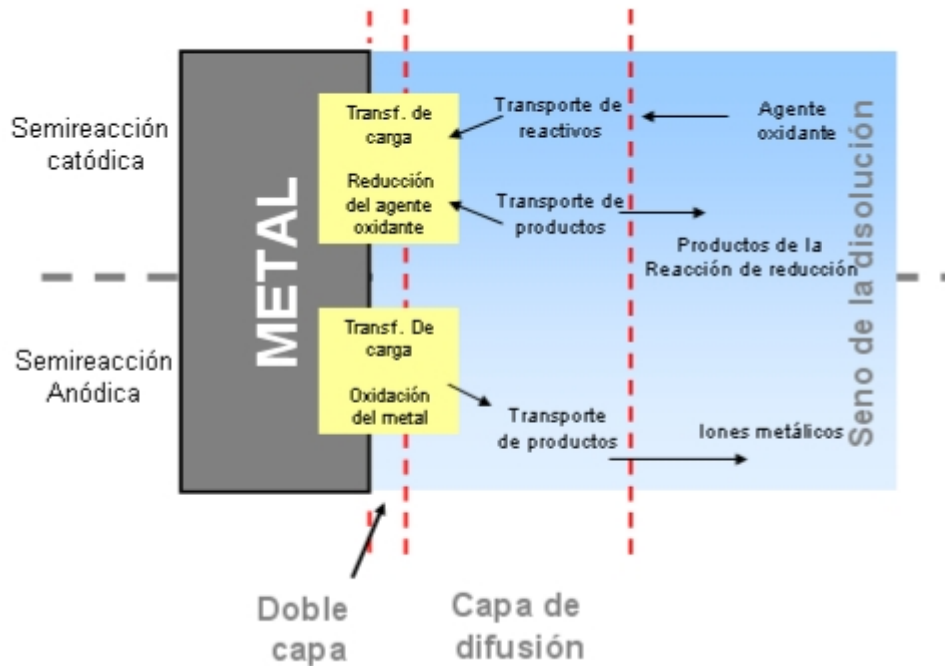 Semireacción
catódica
METAL
Transf. de
carga
Reducción
del agente
oxidante
Transporte de
reactivos
Agente
oxidante
Transporte de
productos
Productos de la
Reacción de reducción
Seno de la disolución
Semireacción
Anódica
Transf. De
carga
Oxidación
del metal
Transporte
de productos
Iones metálicos
Doble
capa
Capa de
difusión